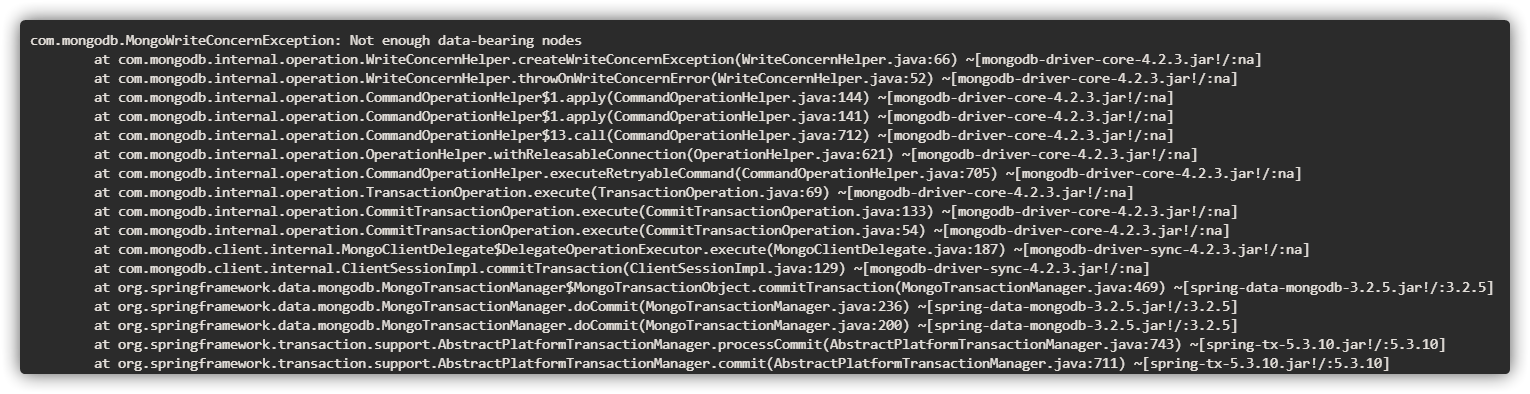 com.mongodb.MongoWriteConcernException: Not enough data-bearing nodes
at com.mongodb.internal.operation.WriteConcernHelper.createWriteConcernException(WriteConcernHelper.java:66) ~[mongodb-driver-core-4.2.3.jar!/:na]
at com.mongodb.internal.operation.WriteConcernHelper.throwOnWriteConcernError(WriteConcernHelper.java:52) ~[mongodb-driver-core-4.2.3.jar!/:na]
at com.mongodb.internal.operation.CommandOperationHelper$1.apply(CommandOperationHelper.java:144) ~[mongodb-driver-core-4.2.3.jar!/:na]
at com.mongodb.internal.operation.CommandOperationHelper$1.apply(CommandOperationHelper.java:141) ~[mongodb-driver-core-4.2.3.jar!/:na]
at com.mongodb.internal.operation.CommandOperationHelper$13.call(CommandOperationHelper.java:712) ~[mongodb-driver-core-4.2.3.jar!/:na]
at com.mongodb.internal.operation.OperationHelper.withReleasableConnection(OperationHelper.java:621) ~[mongodb-driver-core-4.2.3.jar!/:na]
at com.mongodb.internal.operation.CommandOperationHelper.executeRetryableCommand(CommandOperationHelper.java:705) ~[mongodb-driver-core-4.2.3.jar!/:na]
at com.mongodb.internal.operation.TransactionOperation.execute(TransactionOperation.java:69) ~[mongodb-driver-core-4.2.3.jar!/:na]
at com.mongodb.internal.operation.CommitTransactionOperation.execute(CommitTransactionOperation.java:133) ~[mongodb-driver-core-4.2.3.jar!/:na]
at com.mongodb.internal.operation.CommitTransactionOperation.execute(CommitTransactionOperation.java:54) ~[mongodb-driver-core-4.2.3.jar!/:na]
at com.mongodb.client.internal.MongoClientDelegate$DelegateOperationExecutor.execute(MongoClientDelegate.java:187) ~[mongodb-driver-sync-4.2.3.jar!/:na]
at com.mongodb.client.internal.ClientSessionImpl.commitTransaction(ClientSessionImpl.java:129) ~[mongodb-driver-sync-4.2.3.jar!/:na]
at org.springframework.data.mongodb.MongoTransactionManager$MongoTransactionObject.commitTransaction(MongoTransactionManager.java:469) ~[spring-data-mongodb-3.2.5.jar!/:3.2.5]
at org.springframework.data.mongodb.MongoTransactionManager.doCommit(MongoTransactionManager.java:236) ~[spring-data-mongodb-3.2.5.jar!/:3.2.5]
at org.springframework.data.mongodb.MongoTransactionManager.doCommit(MongoTransactionManager.java:200) ~[spring-data-mongodb-3.2.5.jar!/:3.2.5]
at org.springframework.transaction.support.AbstractPlatformTransactionManager.processCommit(AbstractPlatformTransactionManager.java:743) ~[spring-tx-5.3.10.jar!/:5.3.10]
at org.springframework.transaction.support.AbstractPlatformTransactionManager.commit(AbstractPlatformTransactionManager.java:711) ~[spring-tx-5.3.10.jar!/:5.3.10]